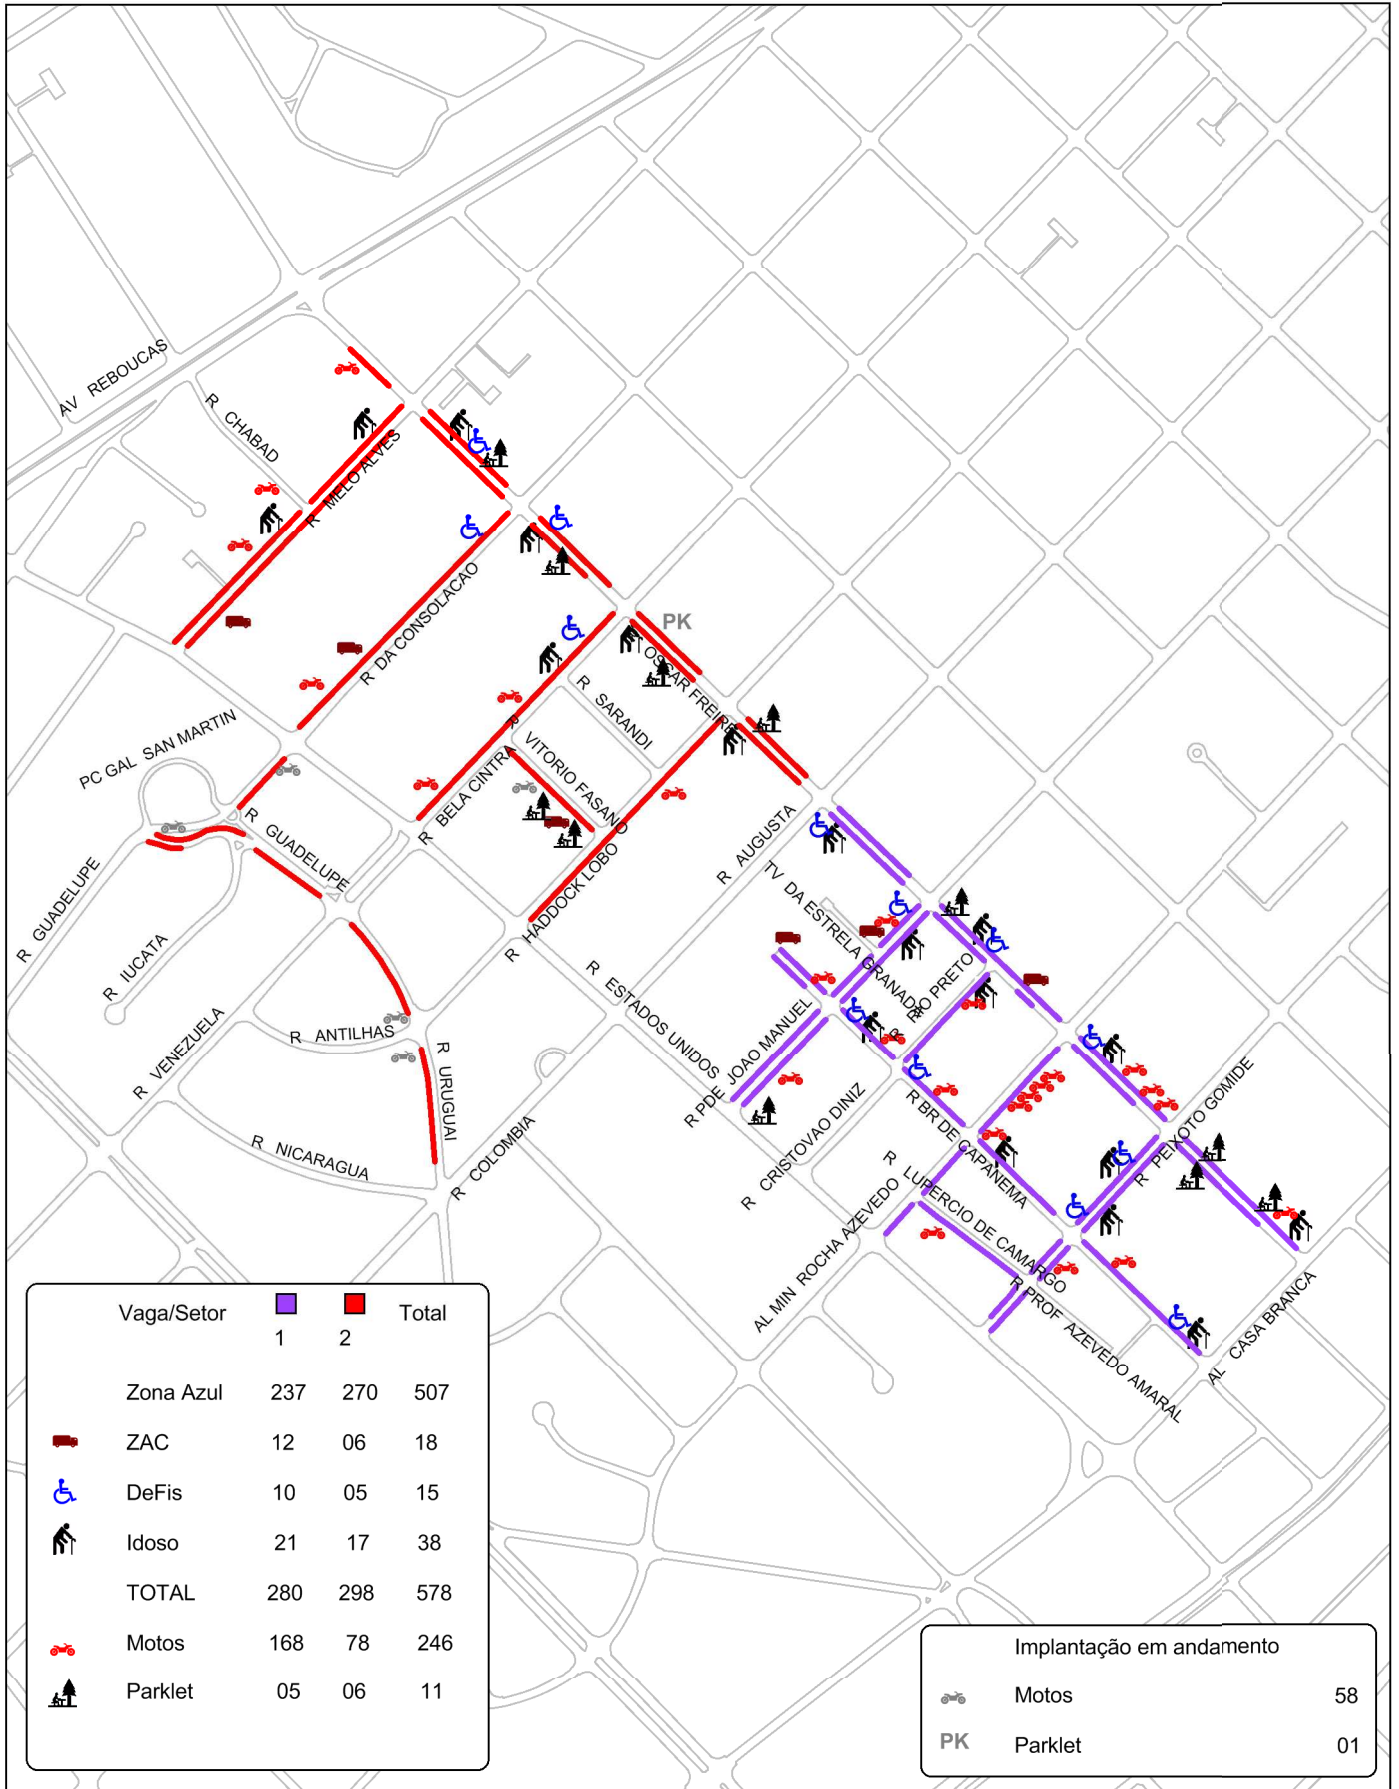 AV REBOUCAS
R CHABAD
R MELO ALVES
R DA CONSOLACAO
PK
OSCAR FREIRE
R SARANDI
PC GAL SAN MARTIN
R VITORIO FASANO
R BELA CINTRA
R GUADELUPE
R GUADELUPE
R HADDOCK LOBO
R AUGUSTA
TV DA ESTRELA GRANADA
R IUCATA
R ESTADOS UNIDOS
R RIO PRETO
R VENEZUELA
R ANTILHAS
R URUGUAI
R PDE JOAO MANUEL
R NICARAGUA
R COLOMBIA
R CRISTOVAO DINIZ
R BR DE CAPANEMA
R PEIXOTO GOMIDE
R LUPERCIO DE CAMARGO
AL MIN ROCHA AZEVEDO
R PROF AZEVEDO AMARAL
AL CASA BRANCA
Vaga/Setor 1 2 Total
Zona Azul 237 270 507
ZAC 12 06 18
DeFis 10 05 15
Idoso 21 17 38
TOTAL 280 298 578
Motos 168 78 246
Parklet 05 06 11
Implantação em andamento
Motos 58
PK Parklet 01